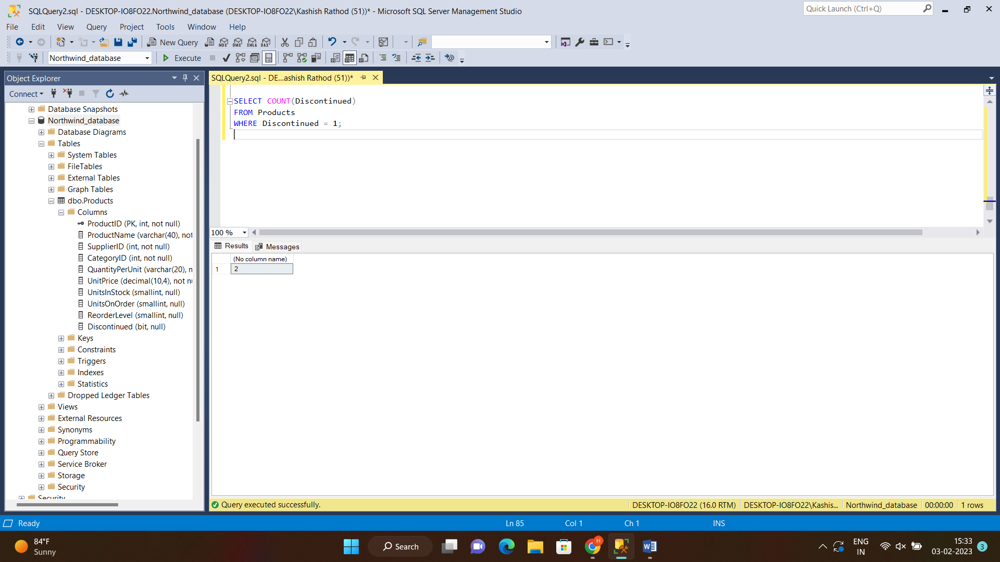 SQLQuery2.sql - DESKTOP-IO8FO22.Northwind_database (DESKTOP-IO8FO22\Kashish Rathod (51))* - Microsoft SQL Server Management Studio
Quick Launch (Ctrl+Q)
File Edit View Query Project Tools Window Help
New Query MDX DMX XMLA DAX
Northwind_database Execute
Object Explorer
Connect
Database Snapshots
Northwind_database
Database Diagrams
Tables
System Tables
FileTables
External Tables
Graph Tables
dbo.Products
Columns
ProductID (PK, int, not null)
ProductName (varchar(40), not
SupplierID (int, not null)
CategoryID (int, not null)
QuantityPerUnit (varchar(20), n
UnitPrice (decimal(10,4), not nu
UnitsInStock (smallint, null)
UnitsOnOrder (smallint, null)
ReorderLevel (smallint, null)
Discontinued (bit, null)
Keys
Constraints
Triggers
Indexes
Statistics
Dropped Ledger Tables
Views
External Resources
Synonyms
Programmability
Query Store
Service Broker
Storage
Security
Security
SQLQuery2.sql - DE...ashish Rathod (51))*
SELECT COUNT(Discontinued)
FROM Products
WHERE Discontinued = 1;
100 %
Results Messages
(No column name)
1 2
Query executed successfully. DESKTOP-IO8FO22 (16.0 RTM) DESKTOP-IO8FO22\Kashis... Northwind_database 00:00:00 1 rows
Ready Ln 85 Col 1 Ch 1 INS
84°F
Sunny
Search
H
ENG
IN
15:33
03-02-2023
3